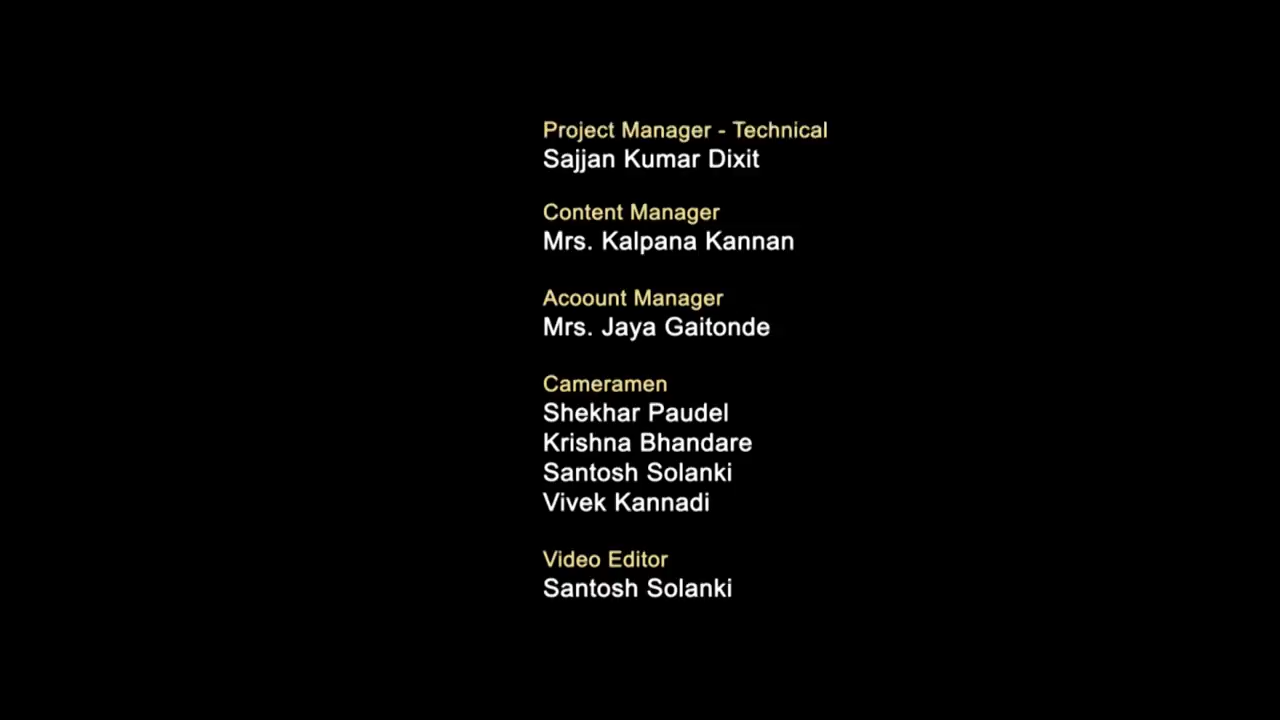 Project Manager - Technical
Sajjan Kumar Dixit
Content Manager
Mrs. Kalpana Kannan
Acoount Manager
Mrs. Jaya Gaitonde
Cameramen
Shekhar Paudel
Krishna Bhandare
Santosh Solanki
Vivek Kannadi
Video Editor
Santosh Solanki